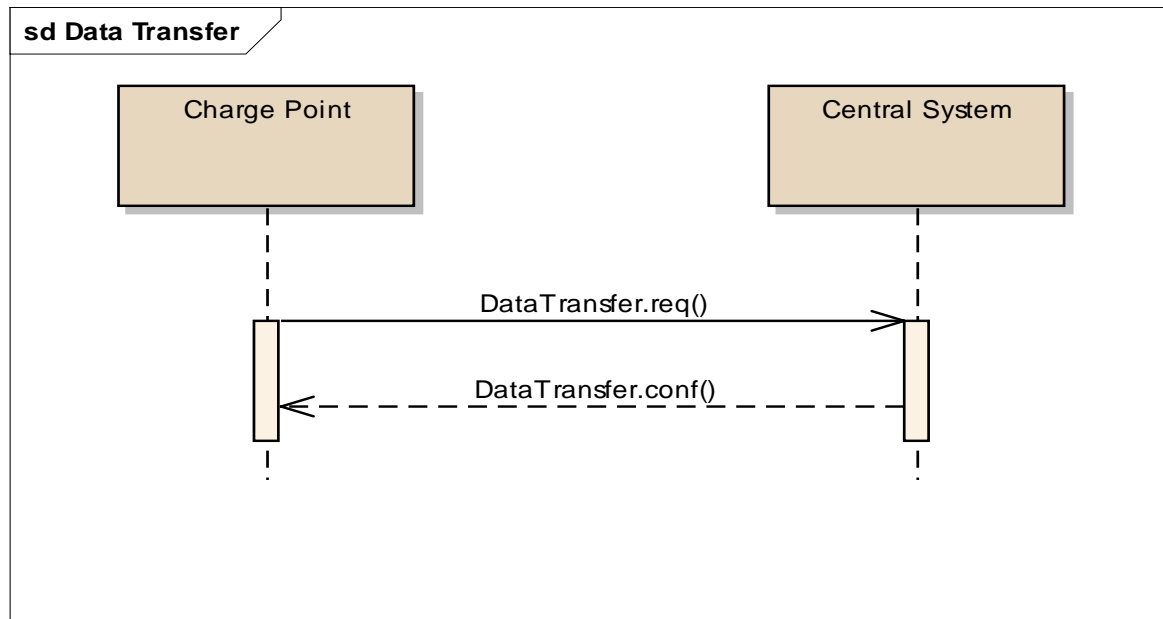 sd Data Transfer
Charge Point
Central System
DataTransfer.req()
DataTransfer.conf()